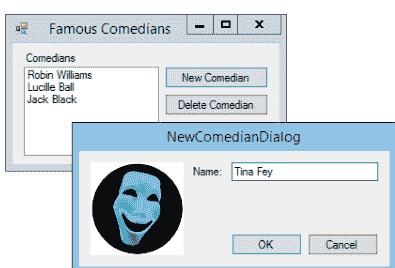 Famous Comedians
Comedians
Robin Williams
Lucille Ball
Jack Black
New Comedian
Delete Comedian
NewComedianDialog
Name: Tina Fey
OK Cancel